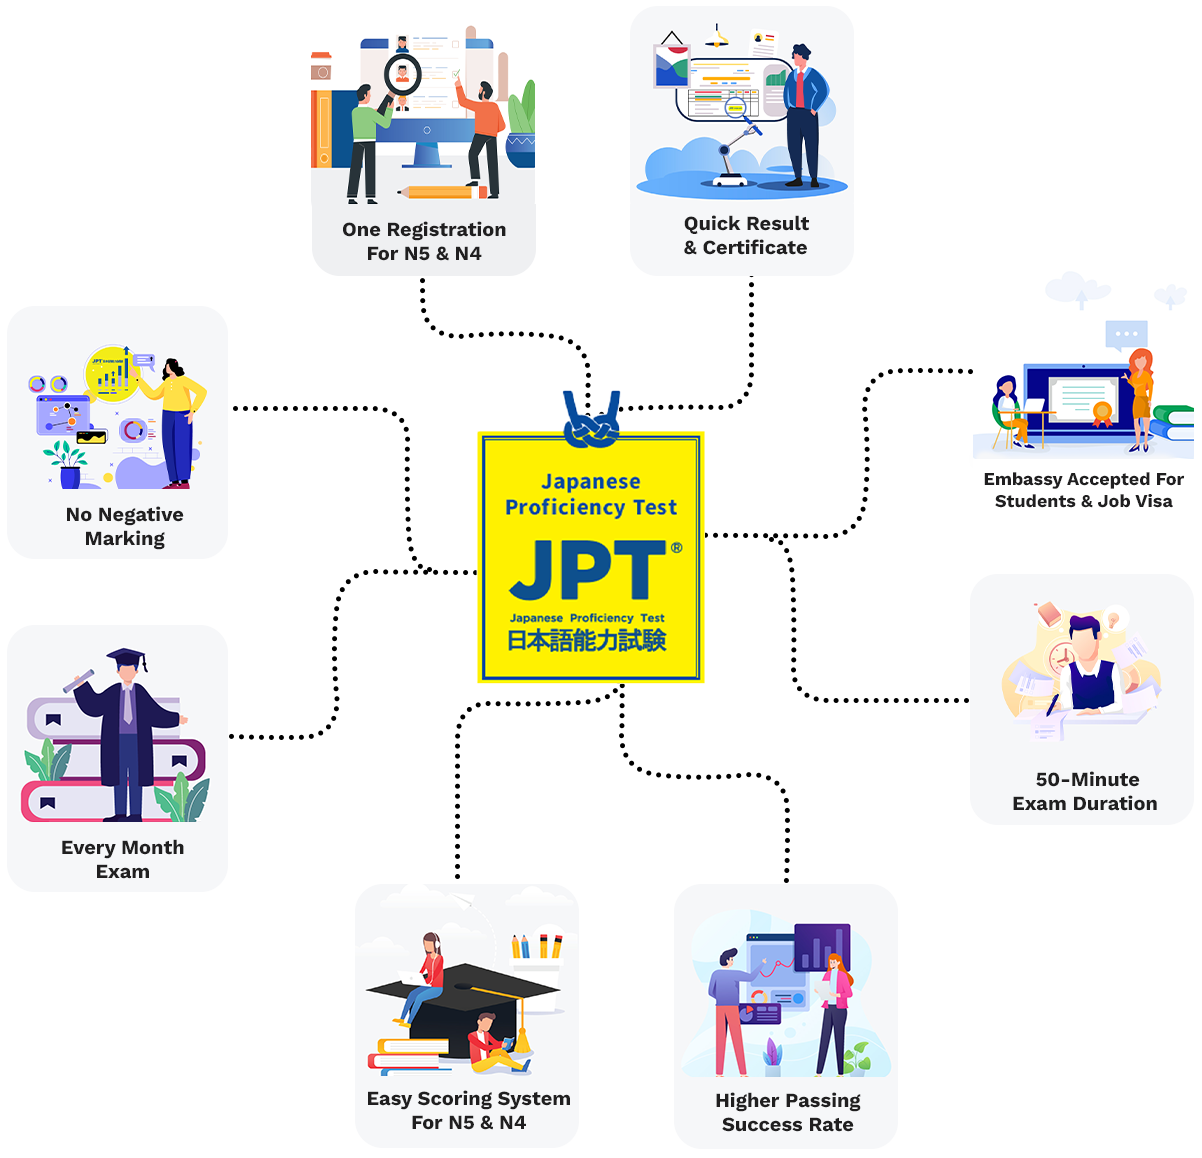 One Registration
For N5 & N4
Quick Result
& Certificate
JPT
No Negative
Marking
Embassy Accepted For
Students & Job Visa
Japanese
Proficiency Test
JPT®
Japanese Proficiency Test
日本語能力試験
Every Month
Exam
50-Minute
Exam Duration
Easy Scoring System
For N5 & N4
Higher Passing
Success Rate